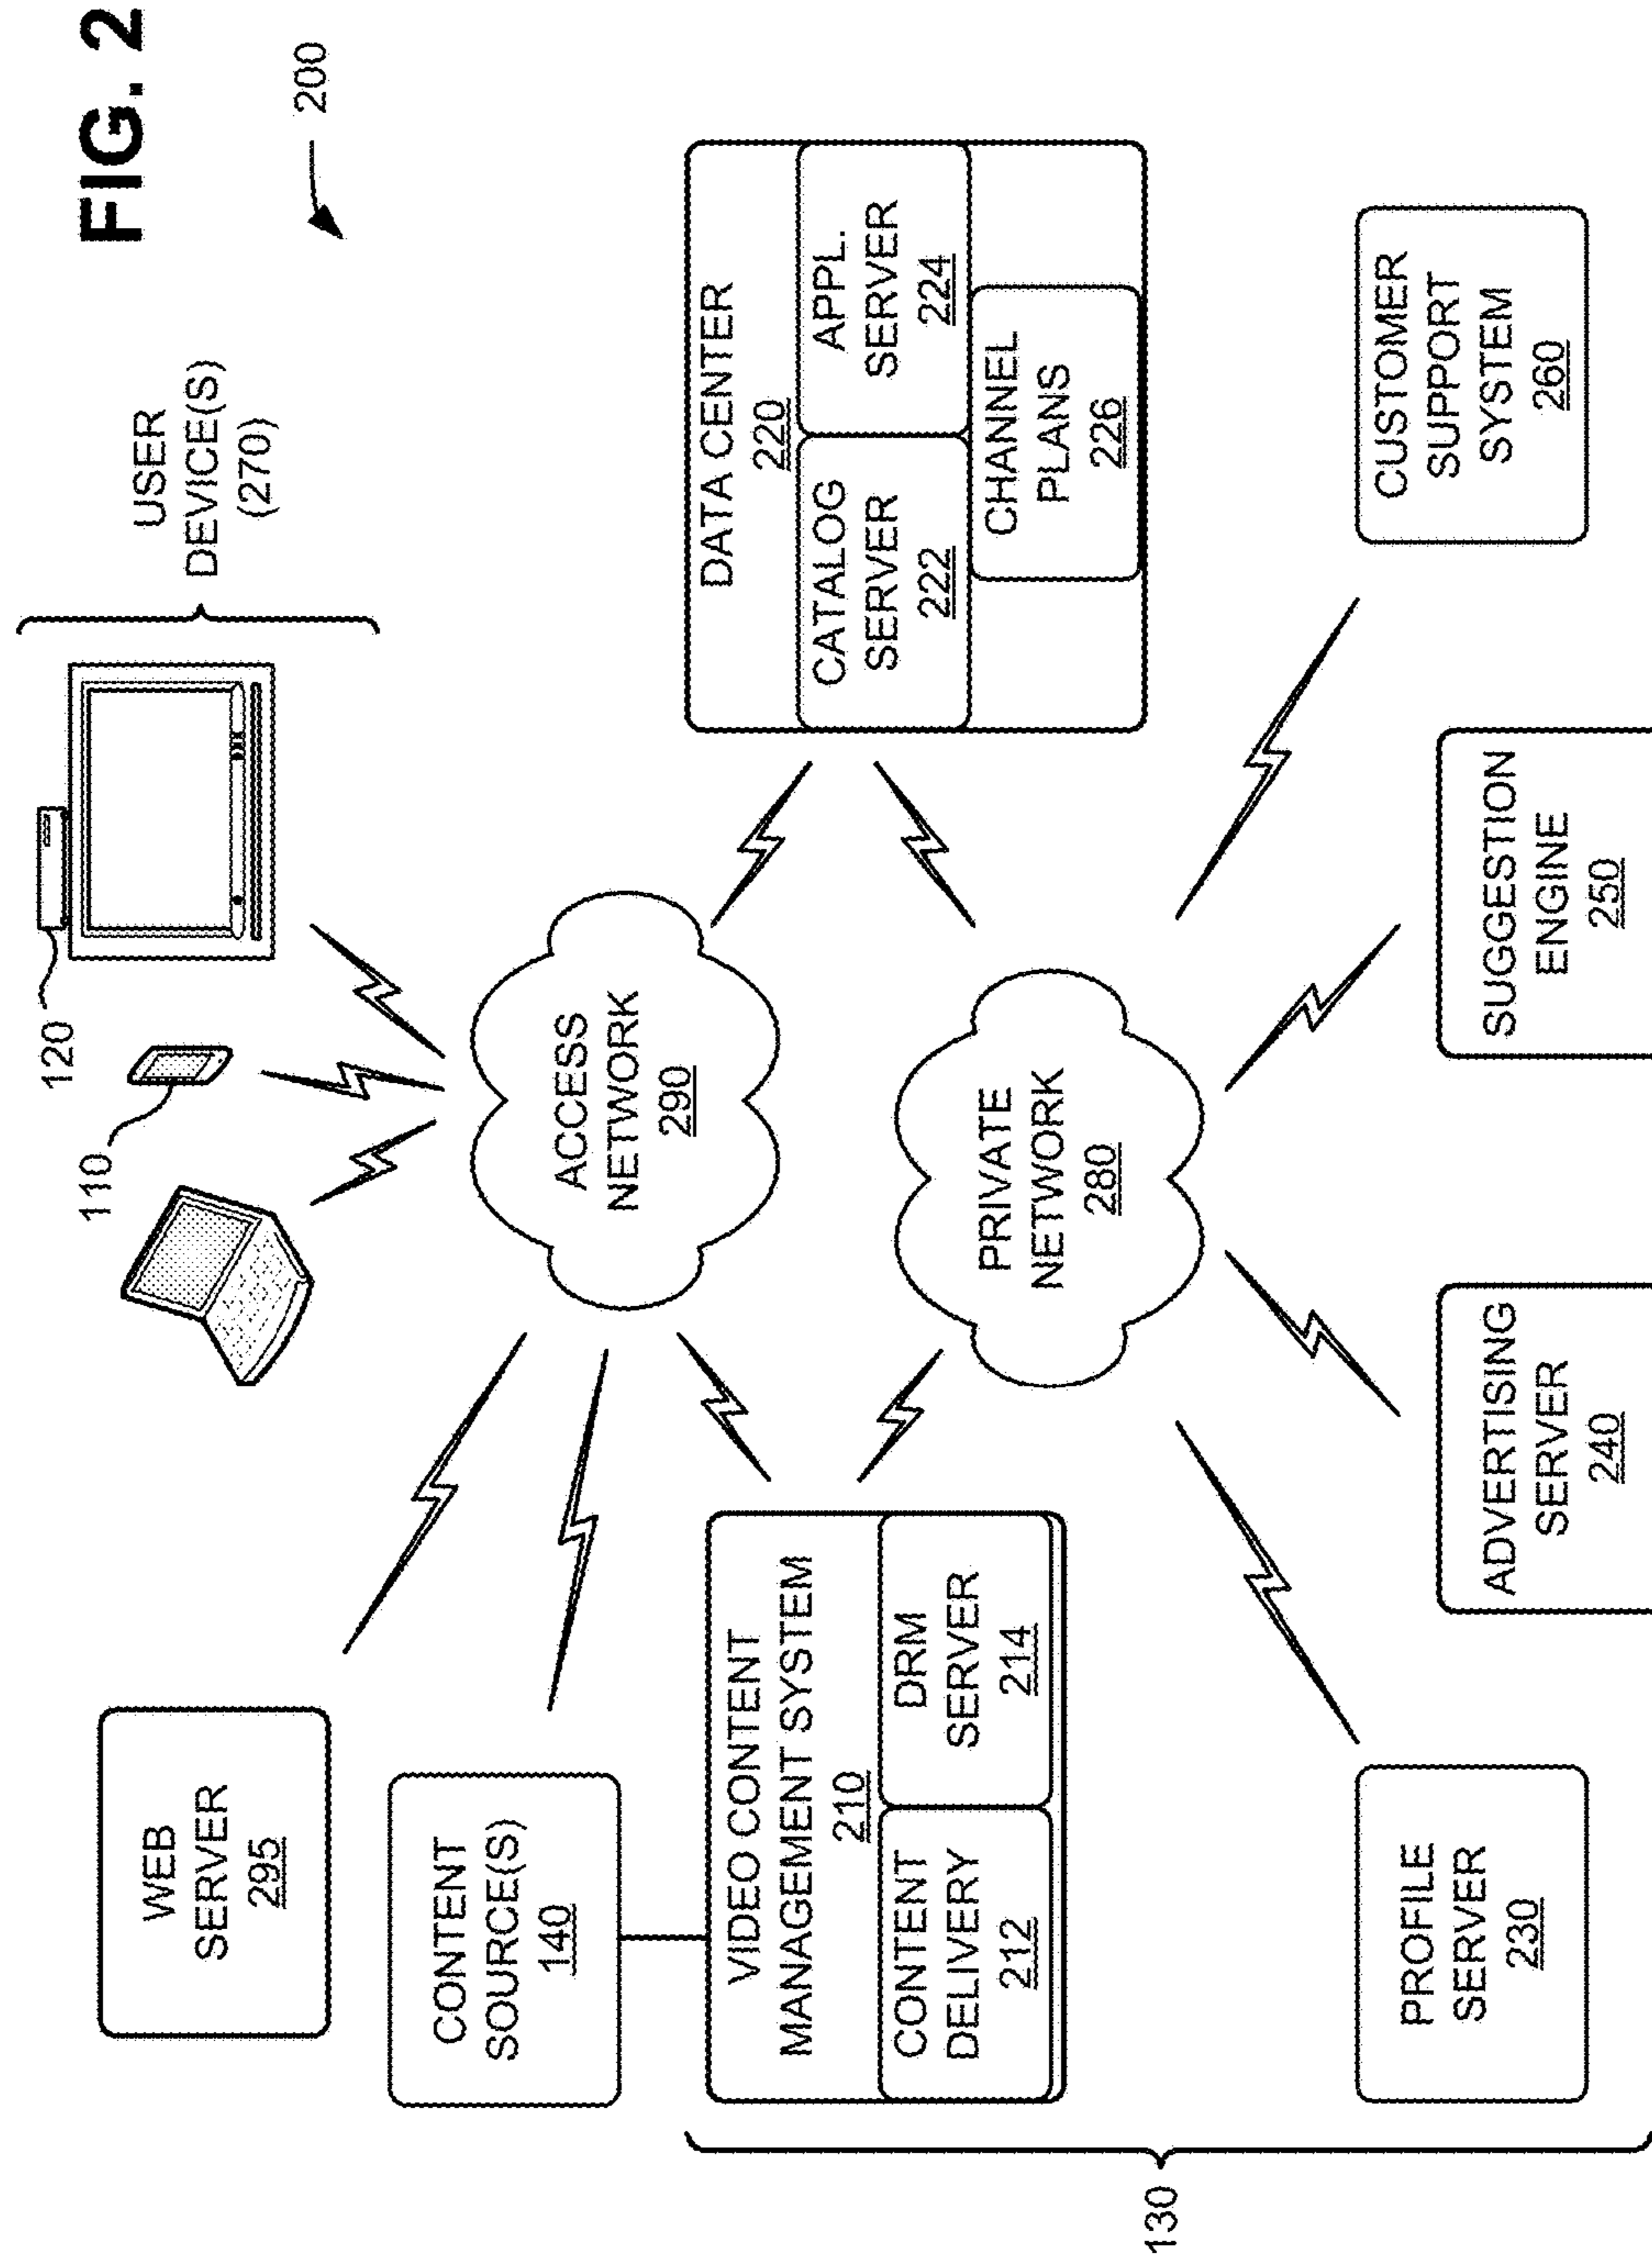 FIG. 2
200
USER
DEVICE(S)
(270)
120
110
WEB
SERVER
295
CONTENT
SOURCE(S)
140
ACCESS
NETWORK
290
DATA CENTER
220
CATALOG
SERVER
222
APPL.
SERVER
224
CHANNEL
PLANS
226
VIDEO CONTENT
MANAGEMENT SYSTEM
210
CONTENT
DELIVERY
212
DRM
SERVER
214
PRIVATE
NETWORK
280
130
PROFILE
SERVER
230
ADVERTISING
SERVER
240
SUGGESTION
ENGINE
250
CUSTOMER
SUPPORT
SYSTEM
260